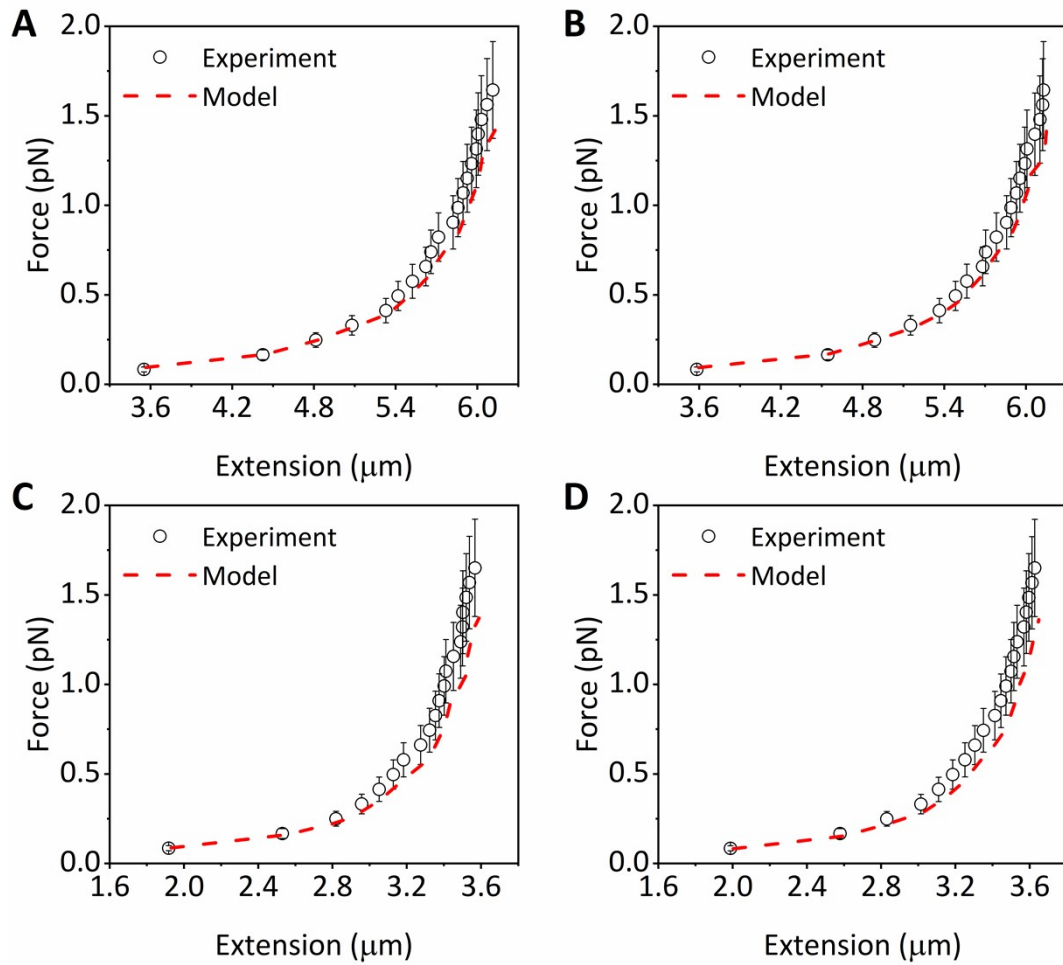 A
Force (pN)
2.0
1.5
1.0
0.5
0.0
Experiment
Model
3.6 4.2 4.8 5.4 6.0
Extension (μm)
B
Force (pN)
2.0
1.5
1.0
0.5
0.0
Experiment
Model
3.6 4.2 4.8 5.4 6.0
Extension (μm)
C
Force (pN)
2.0
1.5
1.0
0.5
0.0
Experiment
Model
1.6 2.0 2.4 2.8 3.2 3.6
Extension (μm)
D
Force (pN)
2.0
1.5
1.0
0.5
0.0
Experiment
Model
1.6 2.0 2.4 2.8 3.2 3.6
Extension (μm)